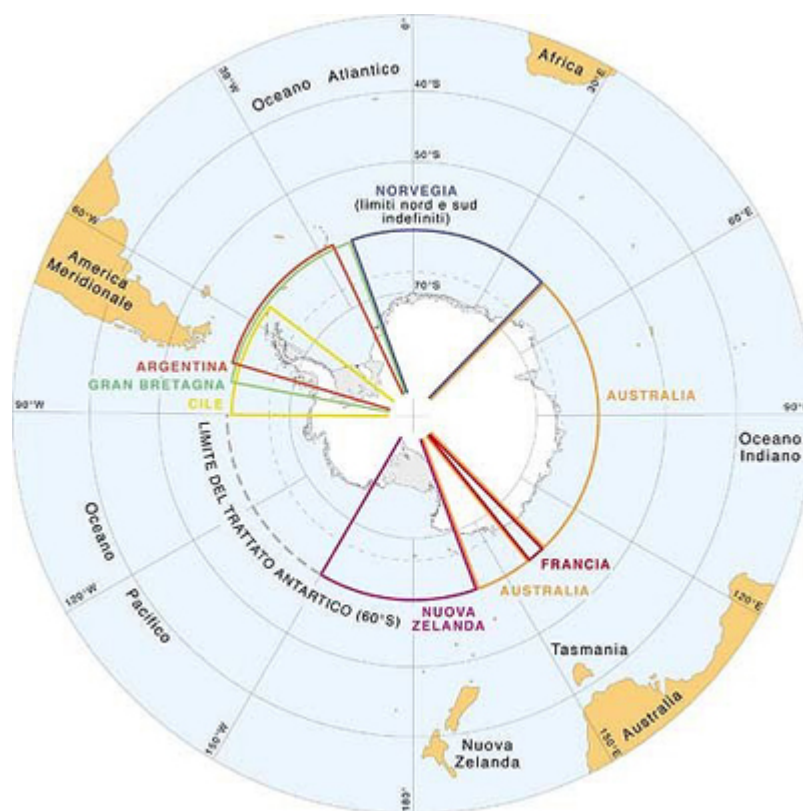 0°
Africa
30°W
Oceano Atlantico
30°E
40°S
50°S
NORVEGIA
(limiti nord e sud
indefiniti)
60°W
60°E
America
Meridionale
70°S
ARGENTINA
GRAN BRETAGNA
CILE
AUSTRALIA
90°W
90°
Oceano
Indiano
LIMITE DEL TRATTATO ANTARTICO (60°S)
Oceano
Pacifico
FRANCIA
AUSTRALIA
120°W
120°E
NUOVA
ZELANDA
Tasmania
Australia
150°W
150°E
Nuova
Zelanda
180°